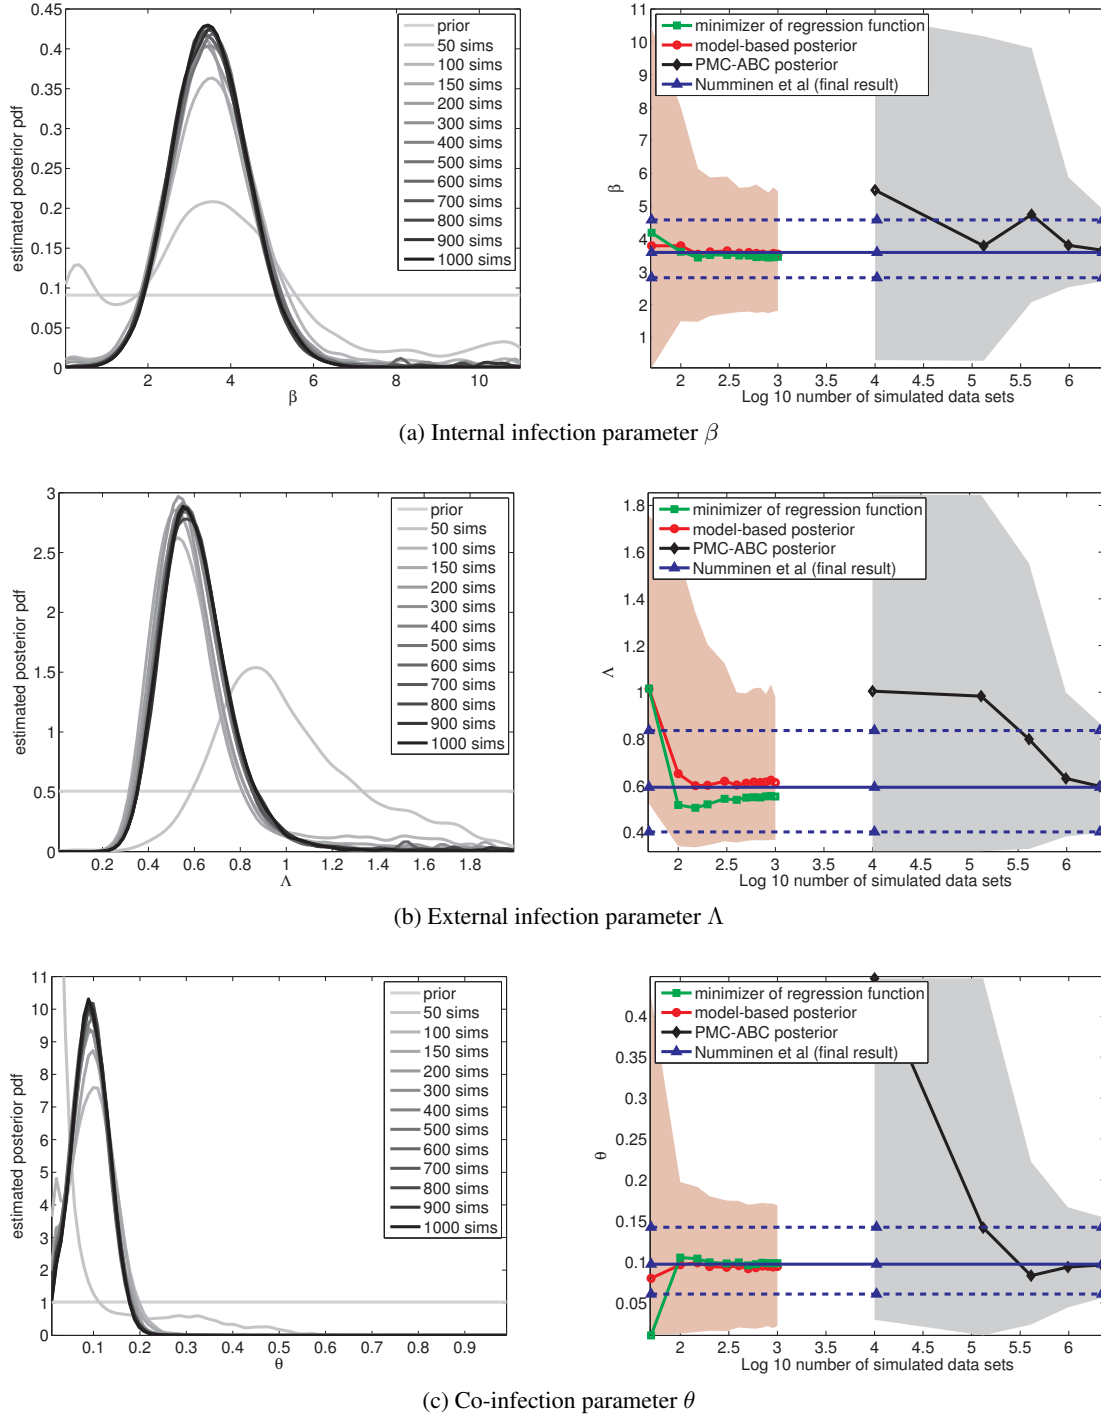 0.45
0.4
0.35
0.3
0.25
0.2
0.15
0.1
0.05
0
estimated posterior pdf
2
4
6
8
10
β
prior
50 sims
100 sims
150 sims
200 sims
300 sims
400 sims
500 sims
600 sims
700 sims
800 sims
900 sims
1000 sims
11
10
9
8
7
6
5
4
3
2
1
β
minimizer of regression function
model-based posterior
PMC-ABC posterior
Numminen et al (final result)
2
2.5
3
3.5
4
4.5
5
5.5
6
Log 10 number of simulated data sets
(a) Internal infection parameter β
3
2.5
2
1.5
1
0.5
0
estimated posterior pdf
0.2
0.4
0.6
0.8
1
1.2
1.4
1.6
1.8
Λ
prior
50 sims
100 sims
150 sims
200 sims
300 sims
400 sims
500 sims
600 sims
700 sims
800 sims
900 sims
1000 sims
1.8
1.6
1.4
1.2
1
0.8
0.6
0.4
Λ
minimizer of regression function
model-based posterior
PMC-ABC posterior
Numminen et al (final result)
2
2.5
3
3.5
4
4.5
5
5.5
6
Log 10 number of simulated data sets
(b) External infection parameter Λ
11
10
9
8
7
6
5
4
3
2
1
0
estimated posterior pdf
0.1
0.2
0.3
0.4
0.5
0.6
0.7
0.8
0.9
θ
prior
50 sims
100 sims
150 sims
200 sims
300 sims
400 sims
500 sims
600 sims
700 sims
800 sims
900 sims
1000 sims
0.4
0.35
0.3
0.25
0.2
0.15
0.1
0.05
θ
minimizer of regression function
model-based posterior
PMC-ABC posterior
Numminen et al (final result)
2
2.5
3
3.5
4
4.5
5
5.5
6
Log 10 number of simulated data sets
(c) Co-infection parameter θ